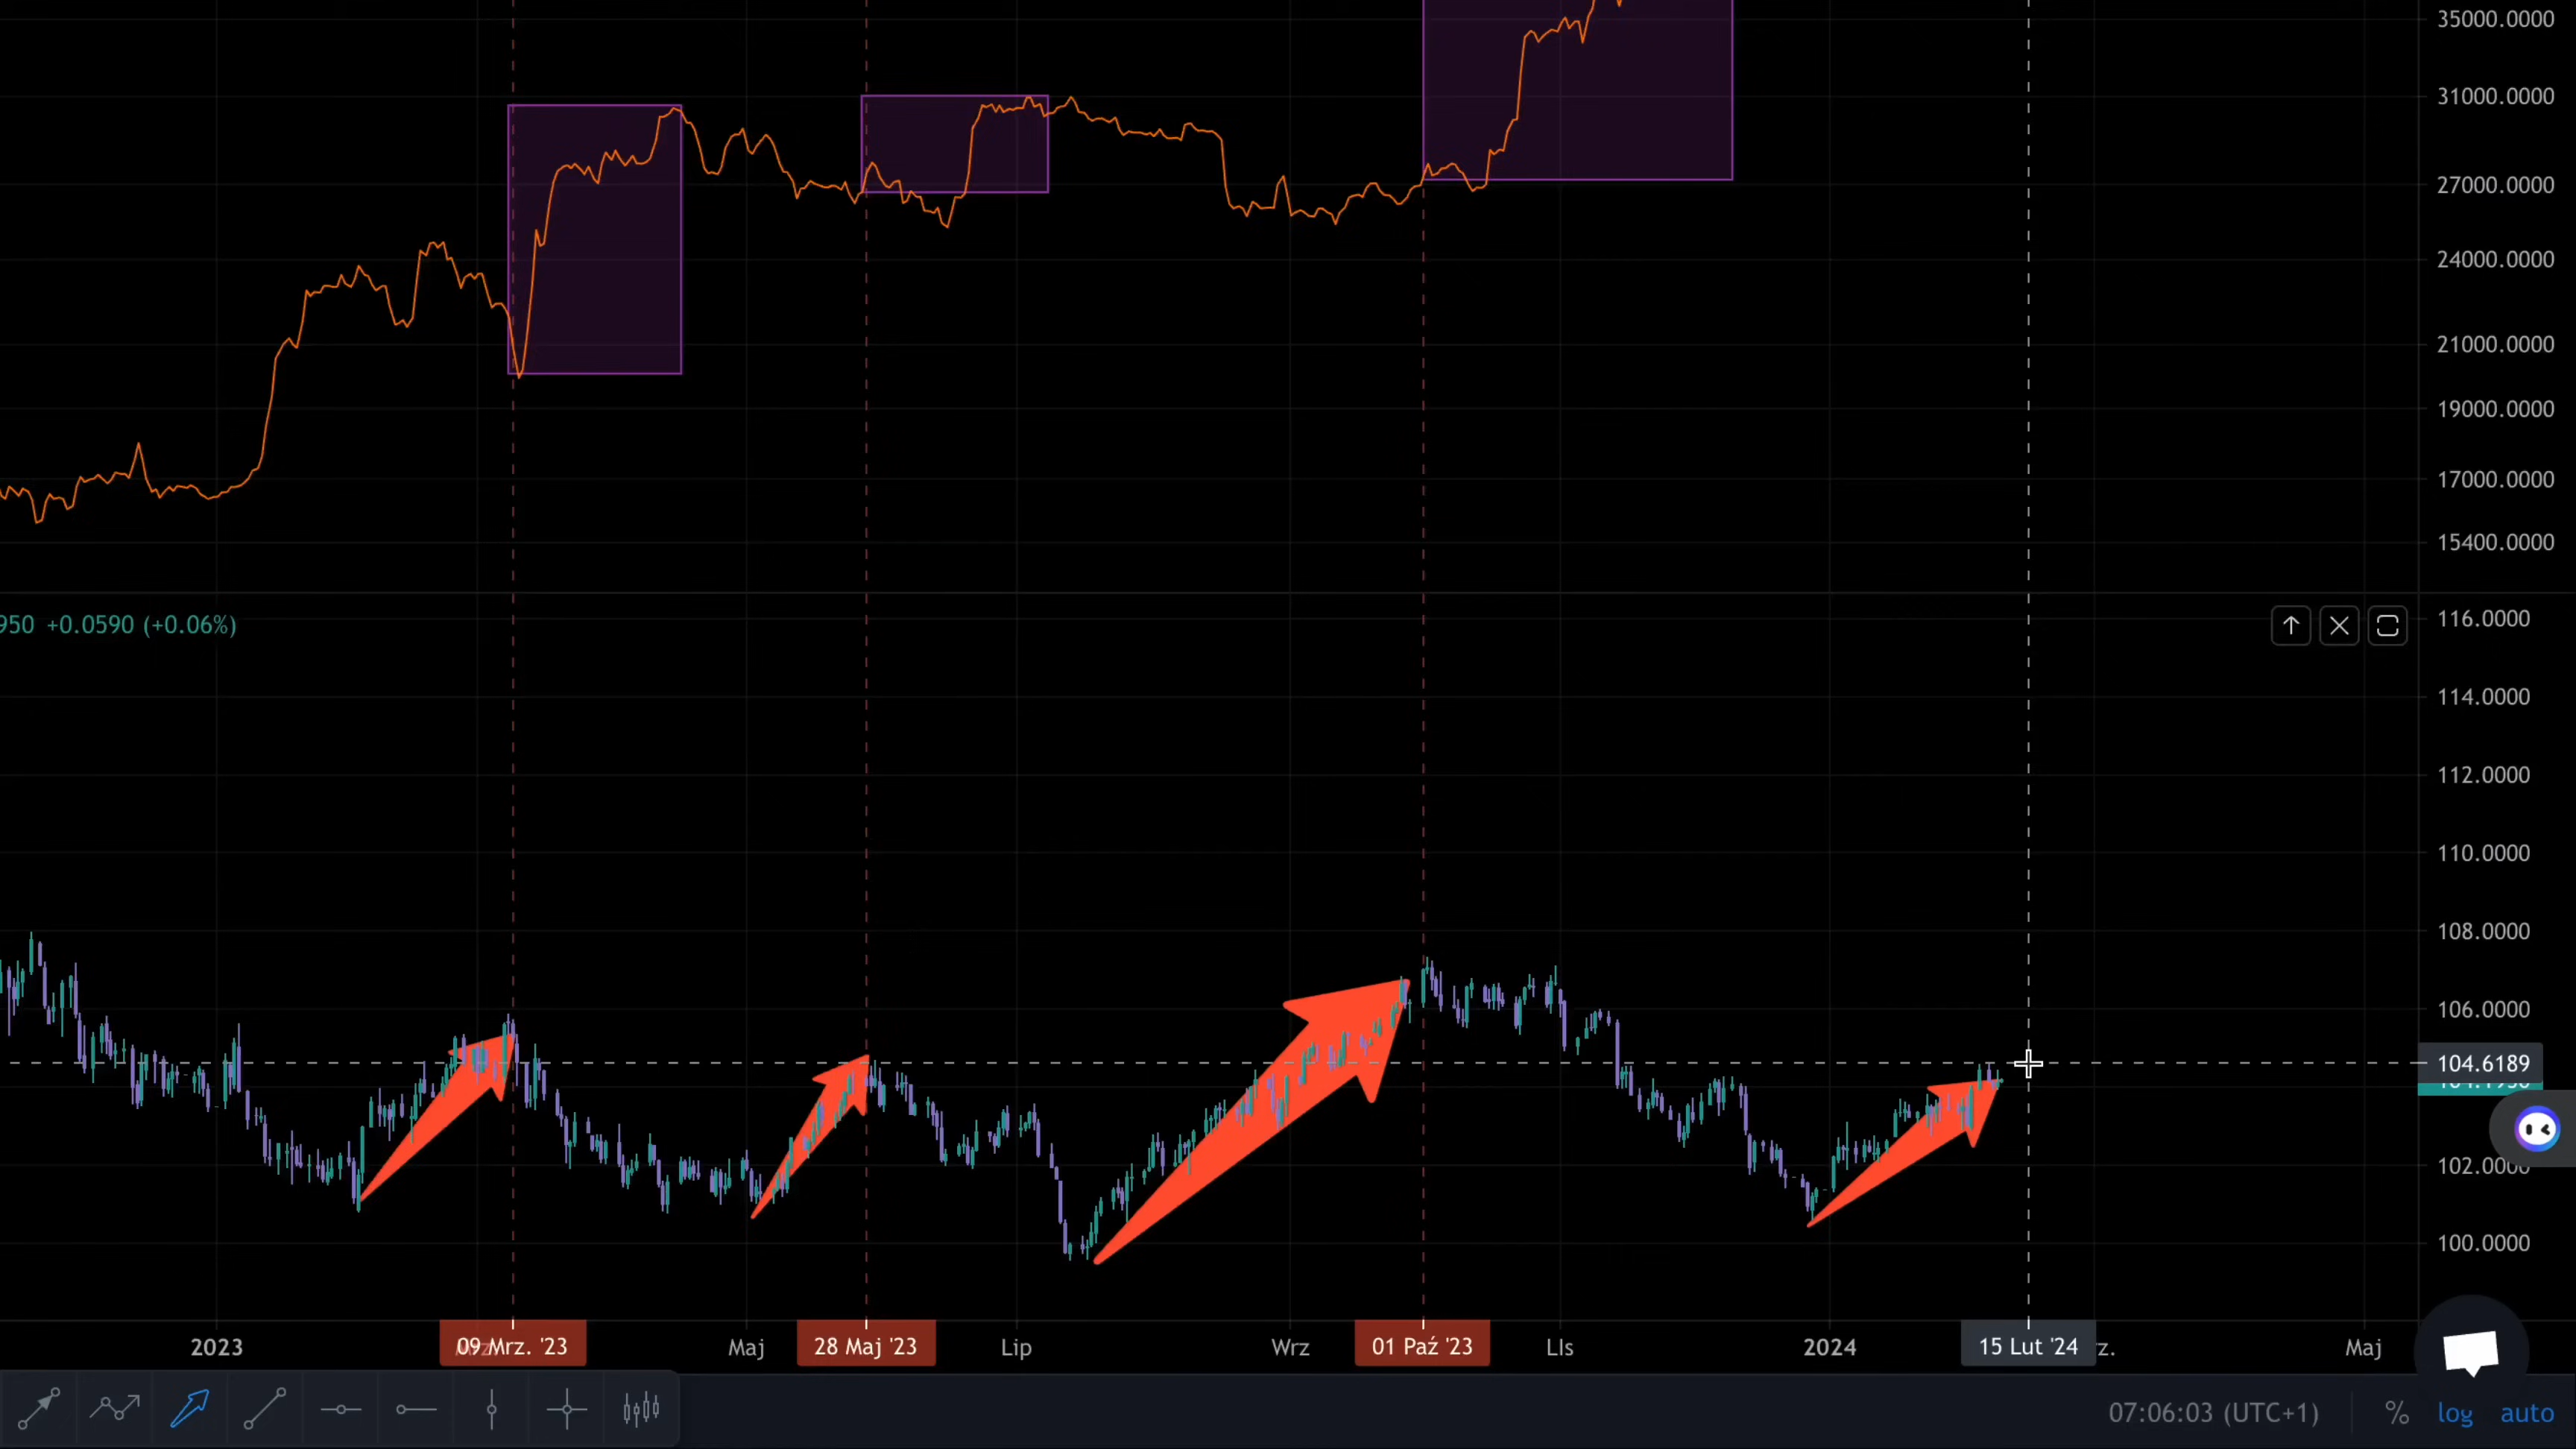 35000.0000
31000.0000
27000.0000
24000.0000
21000.0000
19000.0000
17000.0000
15400.0000
950 +0.0590 (+0.06%)
116.0000
114.0000
112.0000
110.0000
108.0000
106.0000
104.6189
102.0000
100.0000
2023
09 Mrz. '23
Maj
28 Maj '23
Lip
Wrz
01 Paź '23
LIs
2024
15 Lut '24
z.
Maj
07:06:03 (UTC+1)
%
log
auto